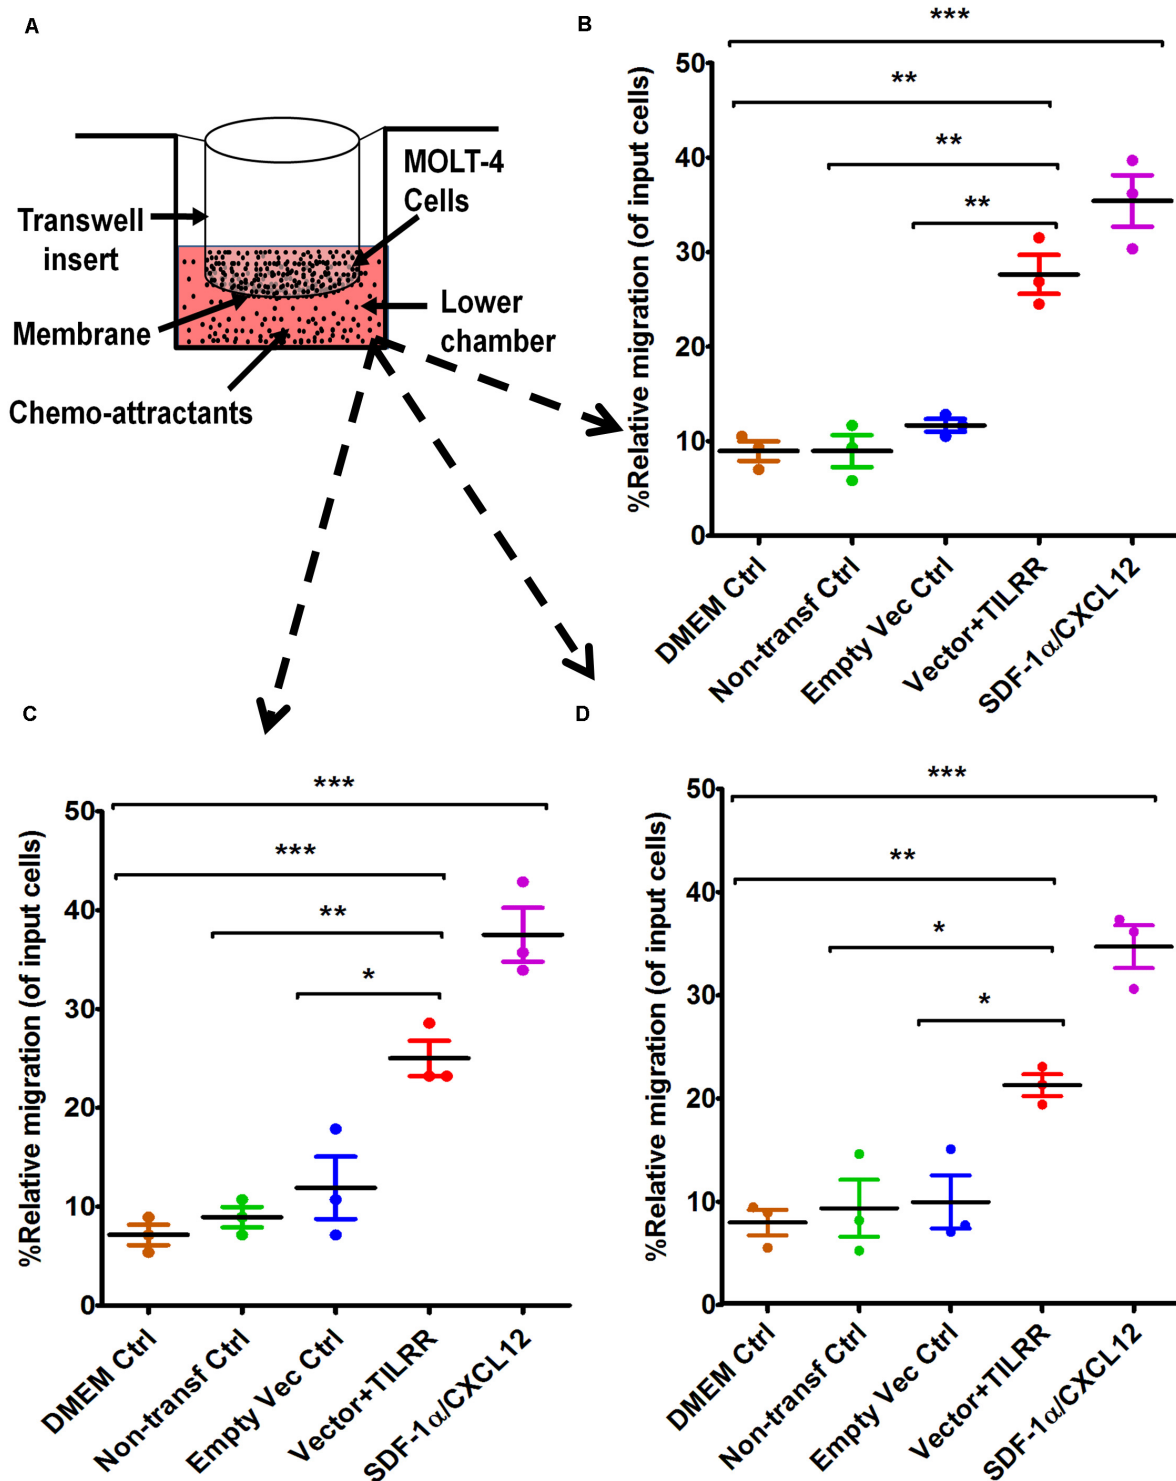 A
MOLT-4
Cells
Transwell
insert
Membrane
Lower
chamber
Chemo-attractants
B
***
**
**
**
%Relative migration (of input cells)
50
40
30
20
10
0
DMEM Ctrl
Non-transf Ctrl
Empty Vec Ctrl
Vector+TILRR
SDF-1α/CXCL12
C
***
***
**
*
%Relative migration (of input cells)
50
40
30
20
10
0
DMEM Ctrl
Non-transf Ctrl
Empty Vec Ctrl
Vector+TILRR
SDF-1α/CXCL12
D
***
**
*
*
%Relative migration (of input cells)
50
40
30
20
10
0
DMEM Ctrl
Non-transf Ctrl
Empty Vec Ctrl
Vector+TILRR
SDF-1α/CXCL12